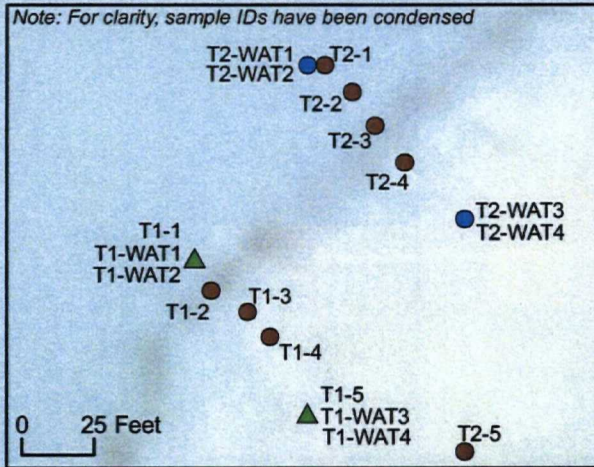 Note: For clarity, sample IDs have been condensed
T2-WAT1
T2-WAT2
T2-1
T2-2
T2-3
T2-4
T2-WAT3
T2-WAT4
T1-1
T1-WAT1
T1-WAT2
T1-2
T1-3
T1-4
T1-5
T1-WAT3
T1-WAT4
T2-5
0 25 Feet